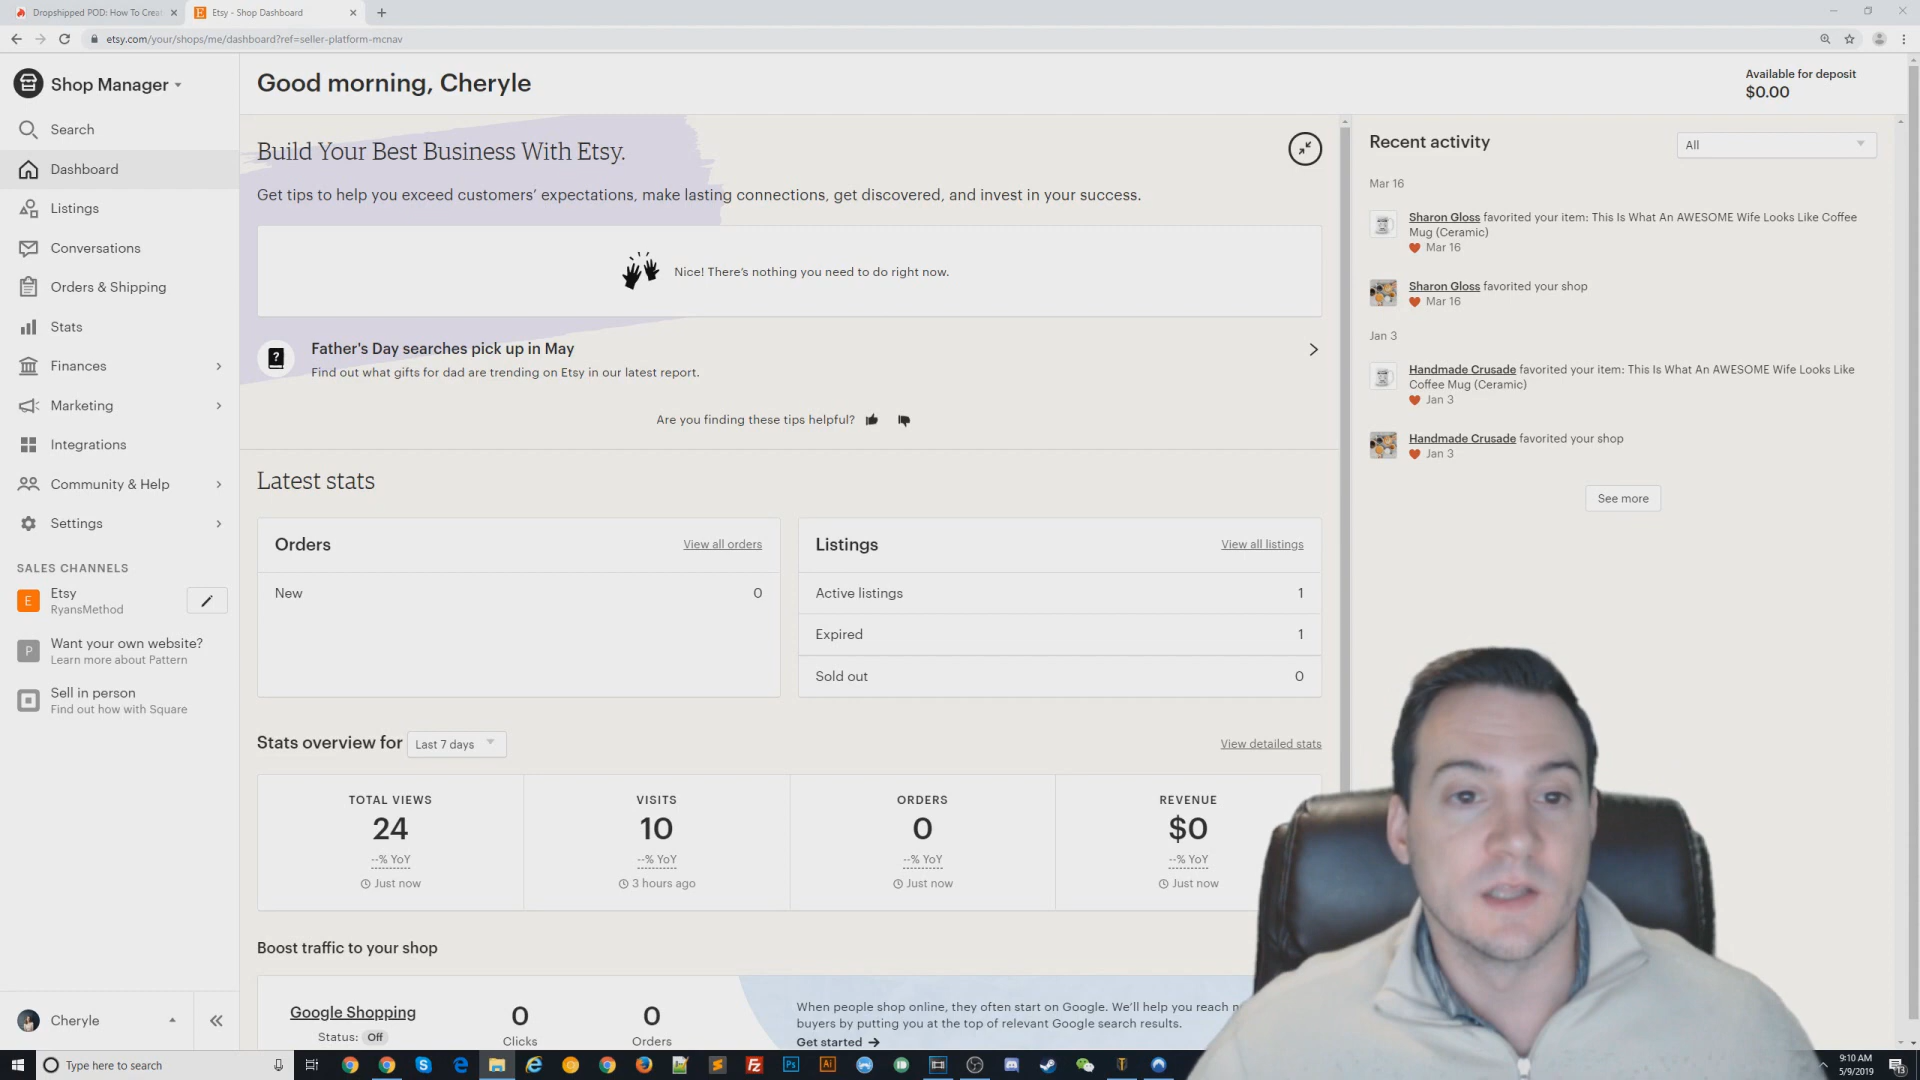 Dropshipped POD: How To Crea
Etsy - Shop Dashboard
etsy.com/your/shops/me/dashboard?ref=seller-platform-mcnav
Shop Manager
Search
Dashboard
Listings
Conversations
Orders & Shipping
Stats
Finances
Marketing
Integrations
Community & Help
Settings
SALES CHANNELS
E
Etsy
RyansMethod
P
Want your own website?
Learn more about Pattern
Sell in person
Find out how with Square
Cheryle
Good morning, Cheryle
Available for deposit
$0.00
Build Your Best Business With Etsy.
Get tips to help you exceed customers’ expectations, make lasting connections, get discovered, and invest in your success.
Nice! There’s nothing you need to do right now.
?
Father's Day searches pick up in May
Find out what gifts for dad are trending on Etsy in our latest report.
Are you finding these tips helpful?
Latest stats
Orders
View all orders
New
0
Listings
View all listings
Active listings
1
Expired
1
Sold out
0
Stats overview for
Last 7 days
View detailed stats
TOTAL VIEWS
24
--% YoY
Just now
VISITS
10
--% YoY
3 hours ago
ORDERS
0
--% YoY
Just now
REVENUE
$0
--% YoY
Just now
Boost traffic to your shop
Google Shopping
Status: Off
0
Clicks
0
Orders
When people shop online, they often start on Google. We’ll help you reach
buyers by putting you at the top of relevant Google search results.
Get started
Recent activity
All
Mar 16
Sharon Gloss favorited your item: This Is What An AWESOME Wife Looks Like Coffee
Mug (Ceramic)
Mar 16
Sharon Gloss favorited your shop
Mar 16
Jan 3
Handmade Crusade favorited your item: This Is What An AWESOME Wife Looks Like
Coffee Mug (Ceramic)
Jan 3
Handmade Crusade favorited your shop
Jan 3
See more
Type here to search
Ps
Ai
9:10 AM
5/9/2019